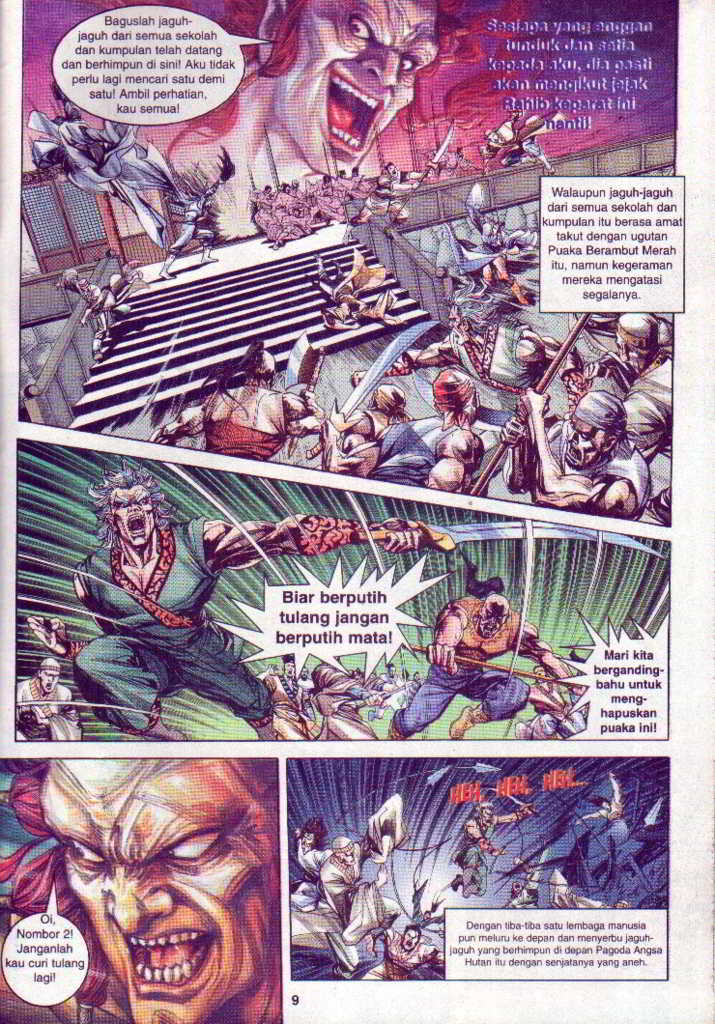 Baguslah jaguh-
jaguh dari semua sekolah
dan kumpulan telah datang
dan berhimpun di sini! Aku tidak
perlu lagi mencari satu demi
satu! Ambil perhatian,
kau semua!
Sesiapa yang enggan
tunduk dan setia
kepada aku, dia pasti
akan mengikut jejak
Rahib keparat ini
nanti!
Walaupun jaguh-jaguh
dari semua sekolah dan
kumpulan itu berasa amat
takut dengan ugutan
Puaka Berambut Merah
itu, namun kegeraman
mereka mengatasi
segalanya.
Biar berputih
tulang jangan
berputih mata!
Mari kita
berganding-
bahu untuk
meng-
hapuskan
puaka ini!
Oi,
Nombor 2!
Janganlah
kau curi tulang
lagi!
HEH.. HEH.. HEH...
Dengan tiba-tiba satu lembaga manusia
pun meluru ke depan dan menyerbu jaguh-
jaguh yang berhimpun di depan Pagoda Angsa
Hutan itu dengan senjatanya yang aneh.
9